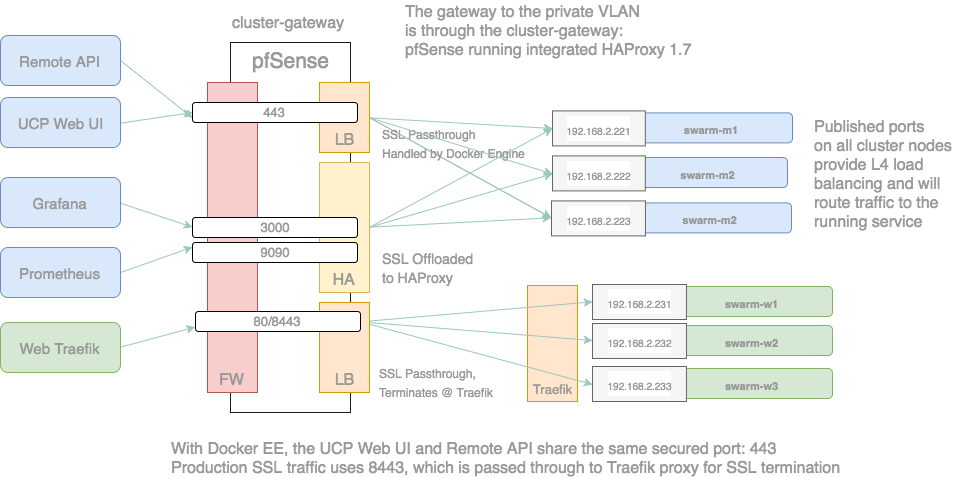 cluster-gateway
The gateway to the private VLAN
is through the cluster-gateway:
pfSense running integrated HAProxy 1.7
Remote API
UCP Web UI
Grafana
Prometheus
Web Traefik
pfSense
443
LB
3000
9090
HA
80/8443
FW
LB
SSL Passthrough
Handled by Docker Engine
SSL Offloaded
to HAProxy
SSL Passthrough,
Terminates @ Traefik
192.168.2.221
swarm-m1
192.168.2.222
swarm-m2
192.168.2.223
swarm-m2
Published ports
on all cluster nodes
provide L4 load
balancing and will
route traffic to the
running service
Traefik
192.168.2.231
swarm-w1
192.168.2.232
swarm-w2
192.168.2.233
swarm-w3
With Docker EE, the UCP Web UI and Remote API share the same secured port: 443
Production SSL traffic uses 8443, which is passed through to Traefik proxy for SSL termination